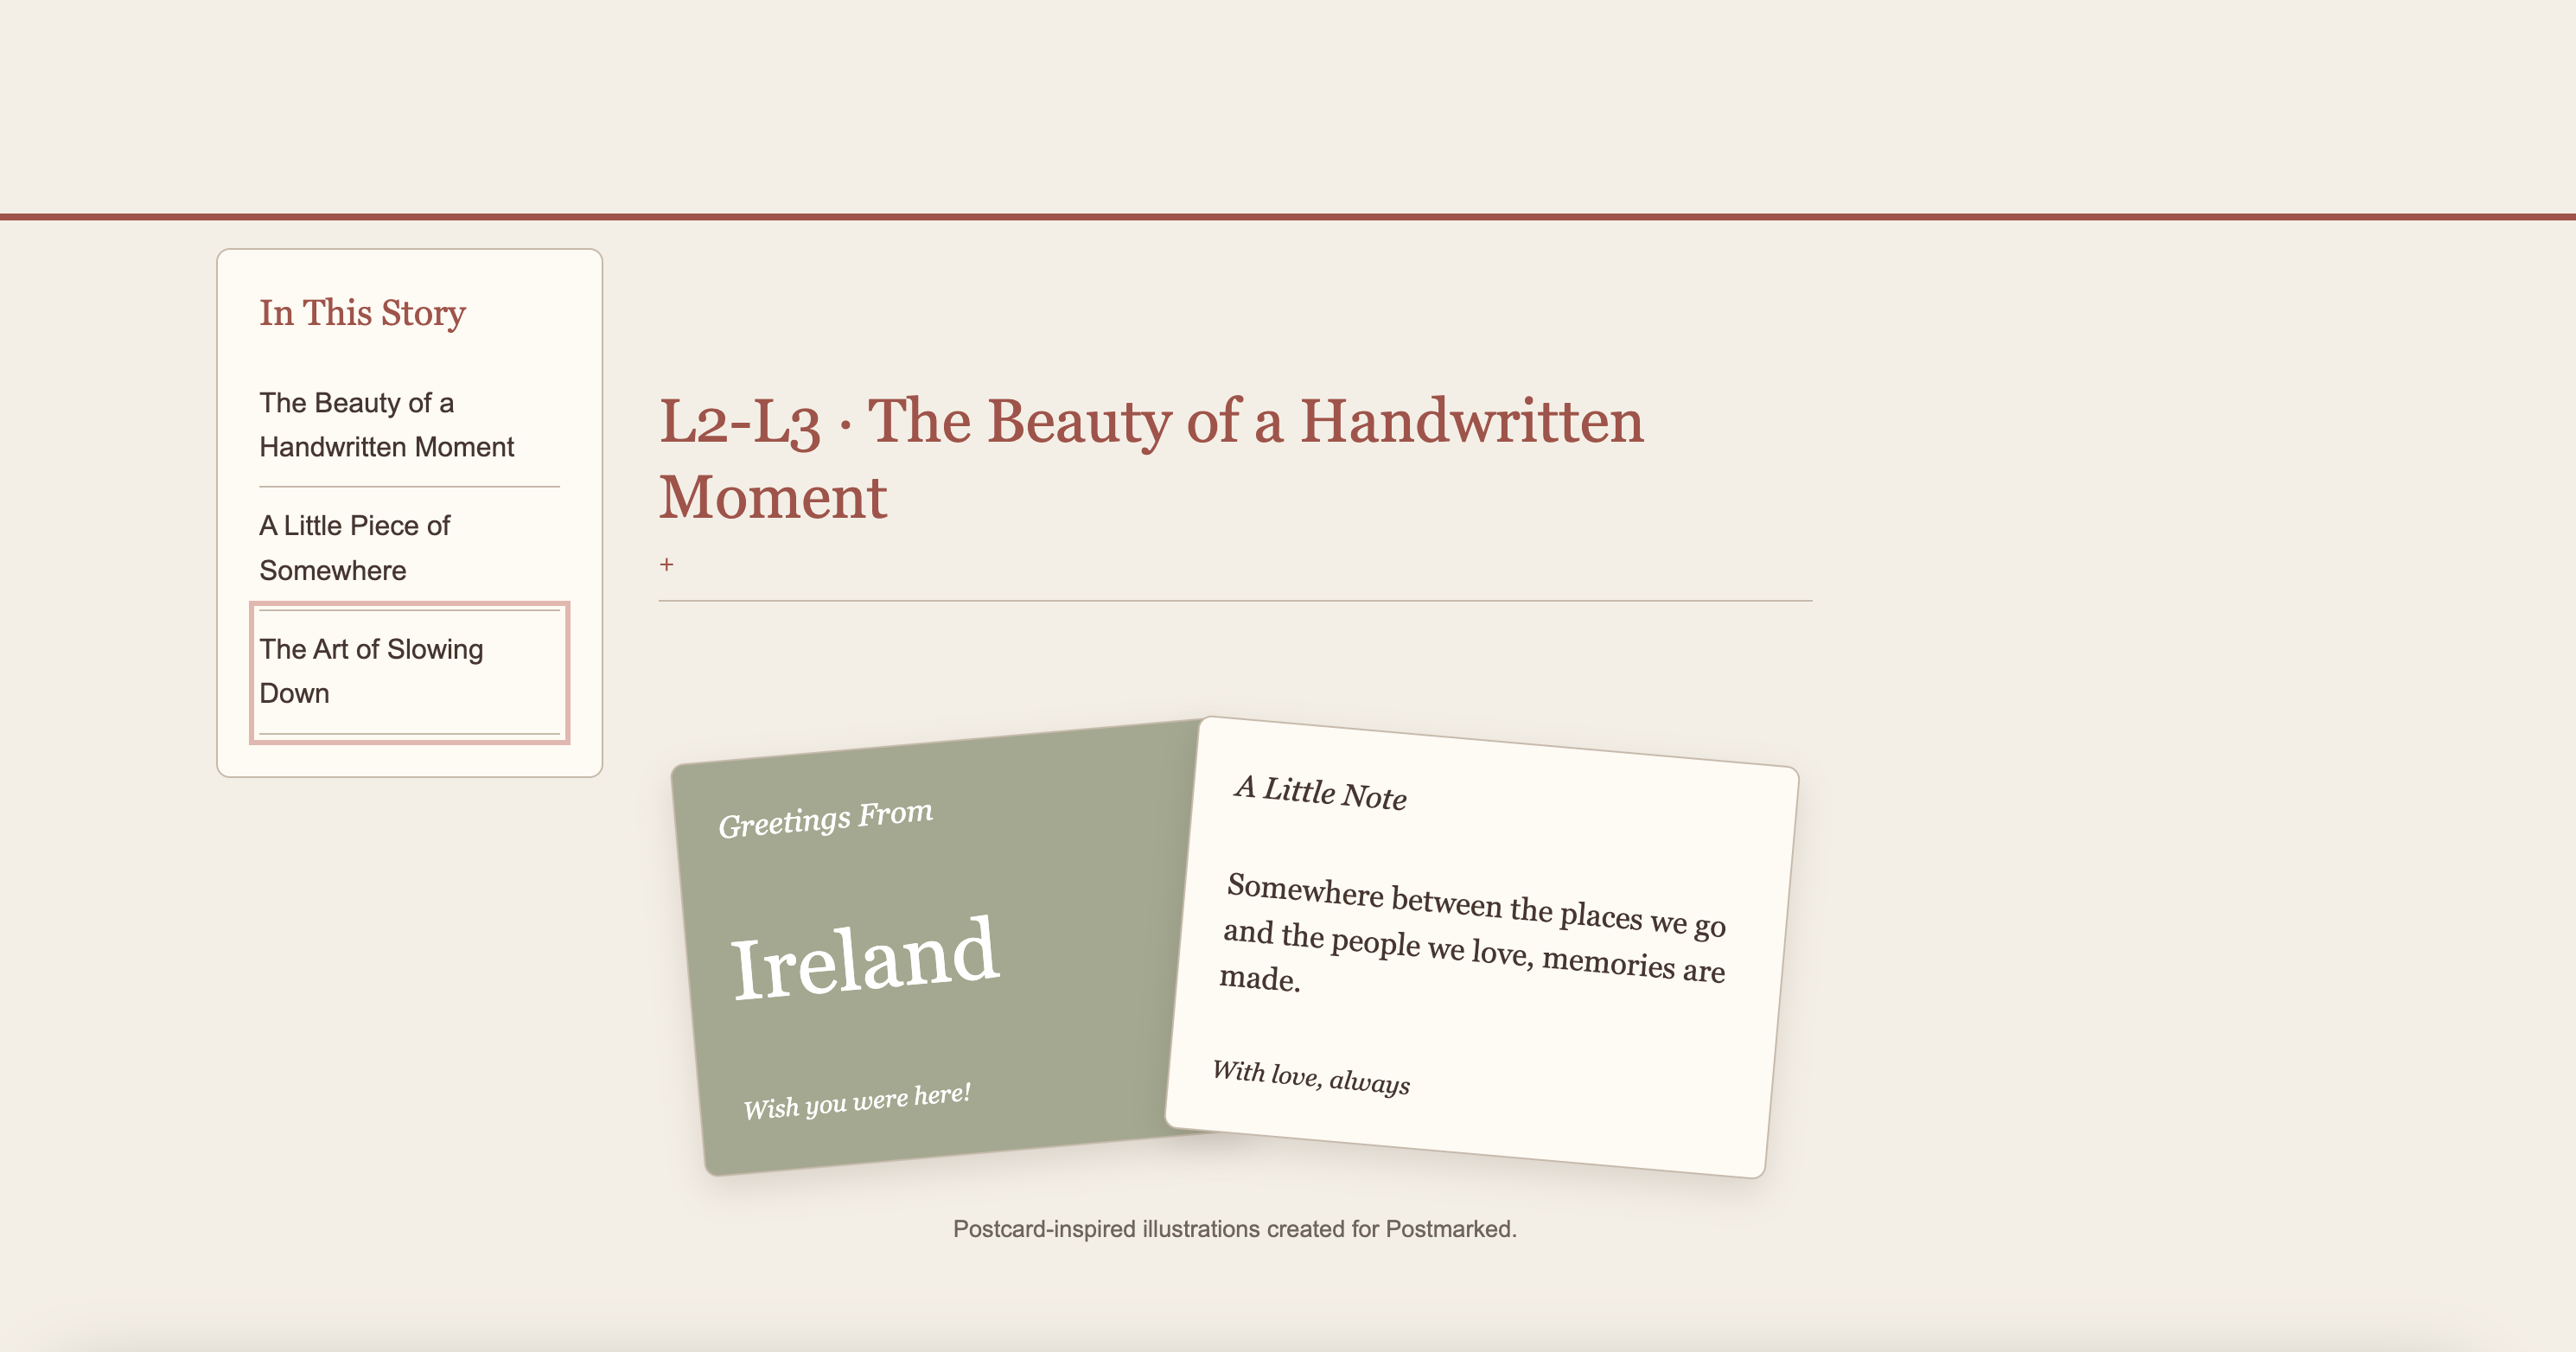 In This Story
The Beauty of a
Handwritten Moment
A Little Piece of
Somewhere
The Art of Slowing
Down
L2-L3 · The Beauty of a Handwritten
Moment
+
Greetings From
Ireland
Wish you were here!
A Little Note
Somewhere between the places we go
and the people we love, memories are
made.
With love, always
Postcard-inspired illustrations created for Postmarked.